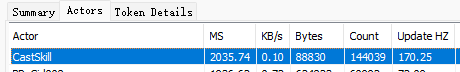 Summary Actors Token Details
Actor MS KB/s Bytes Count Update HZ
CastSkill 2035.74 0.10 88830 144039 170.25